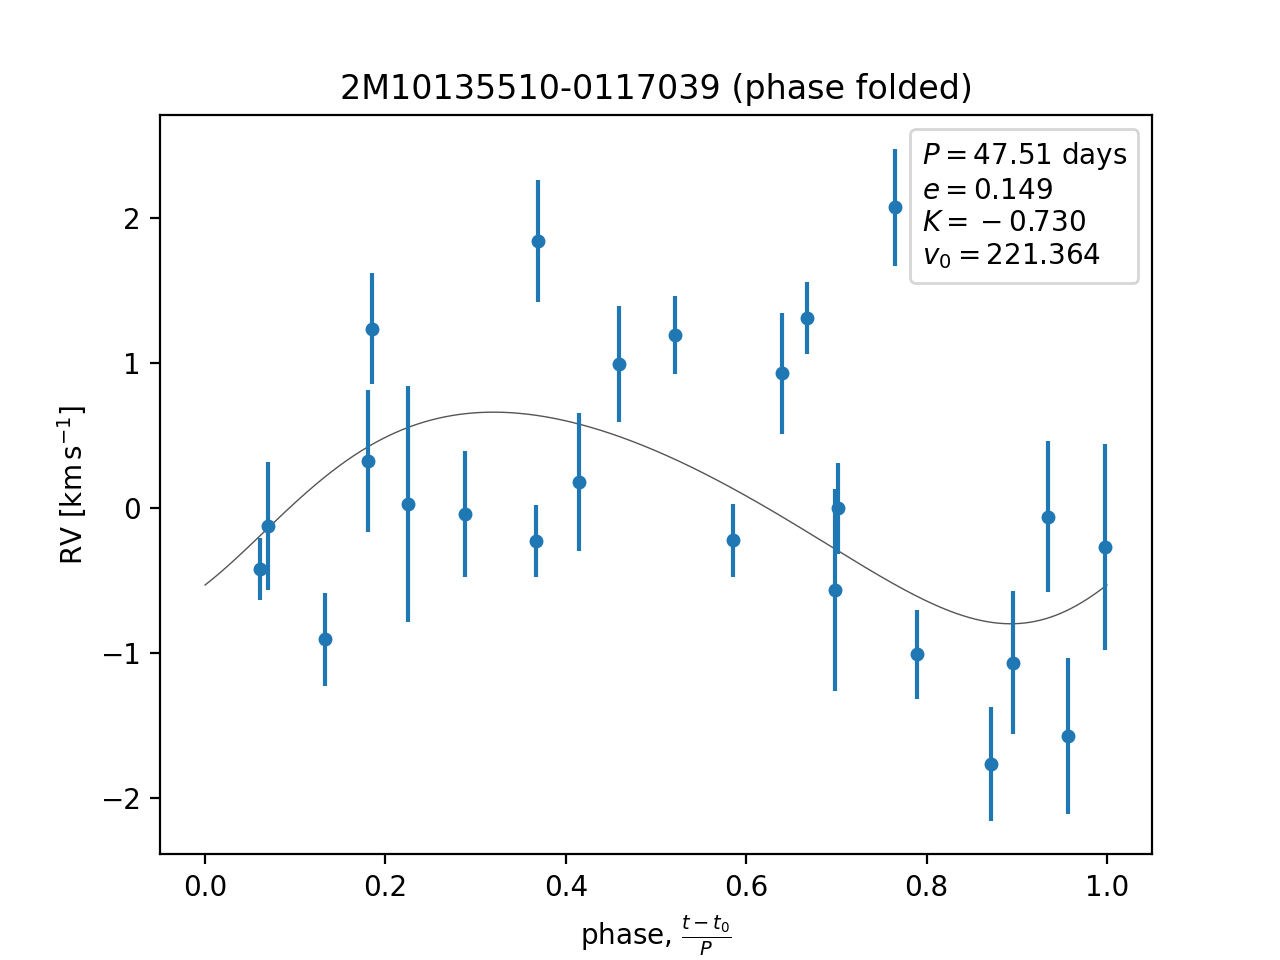 2M10135510-0117039 (phase folded)
P = 47.51 days
e = 0.149
K = −0.730
v₀ = 221.364
RV [km s⁻¹]
2
1
0
−1
−2
0.0 0.2 0.4 0.6 0.8 1.0
phase, (t − t₀)/P